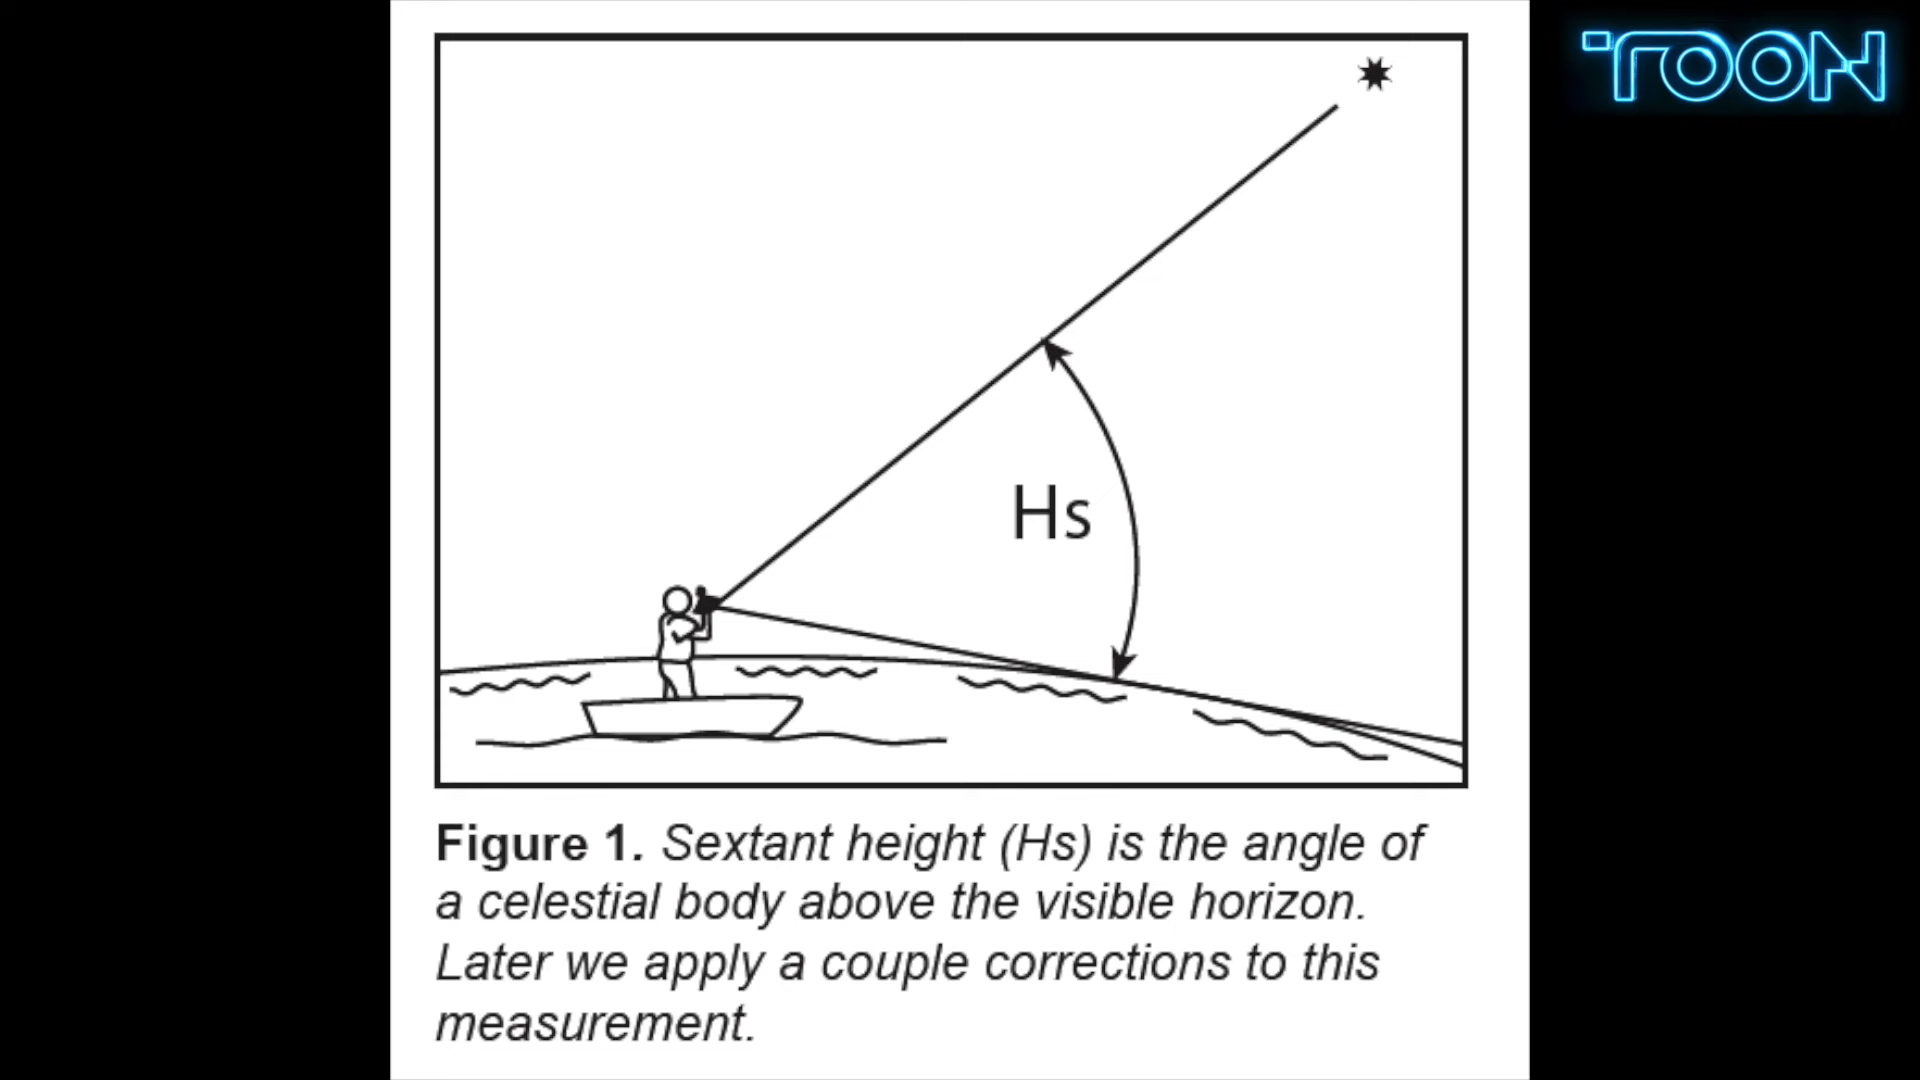 TOON
Hs
Figure 1. Sextant height (Hs) is the angle of
a celestial body above the visible horizon.
Later we apply a couple corrections to this
measurement.